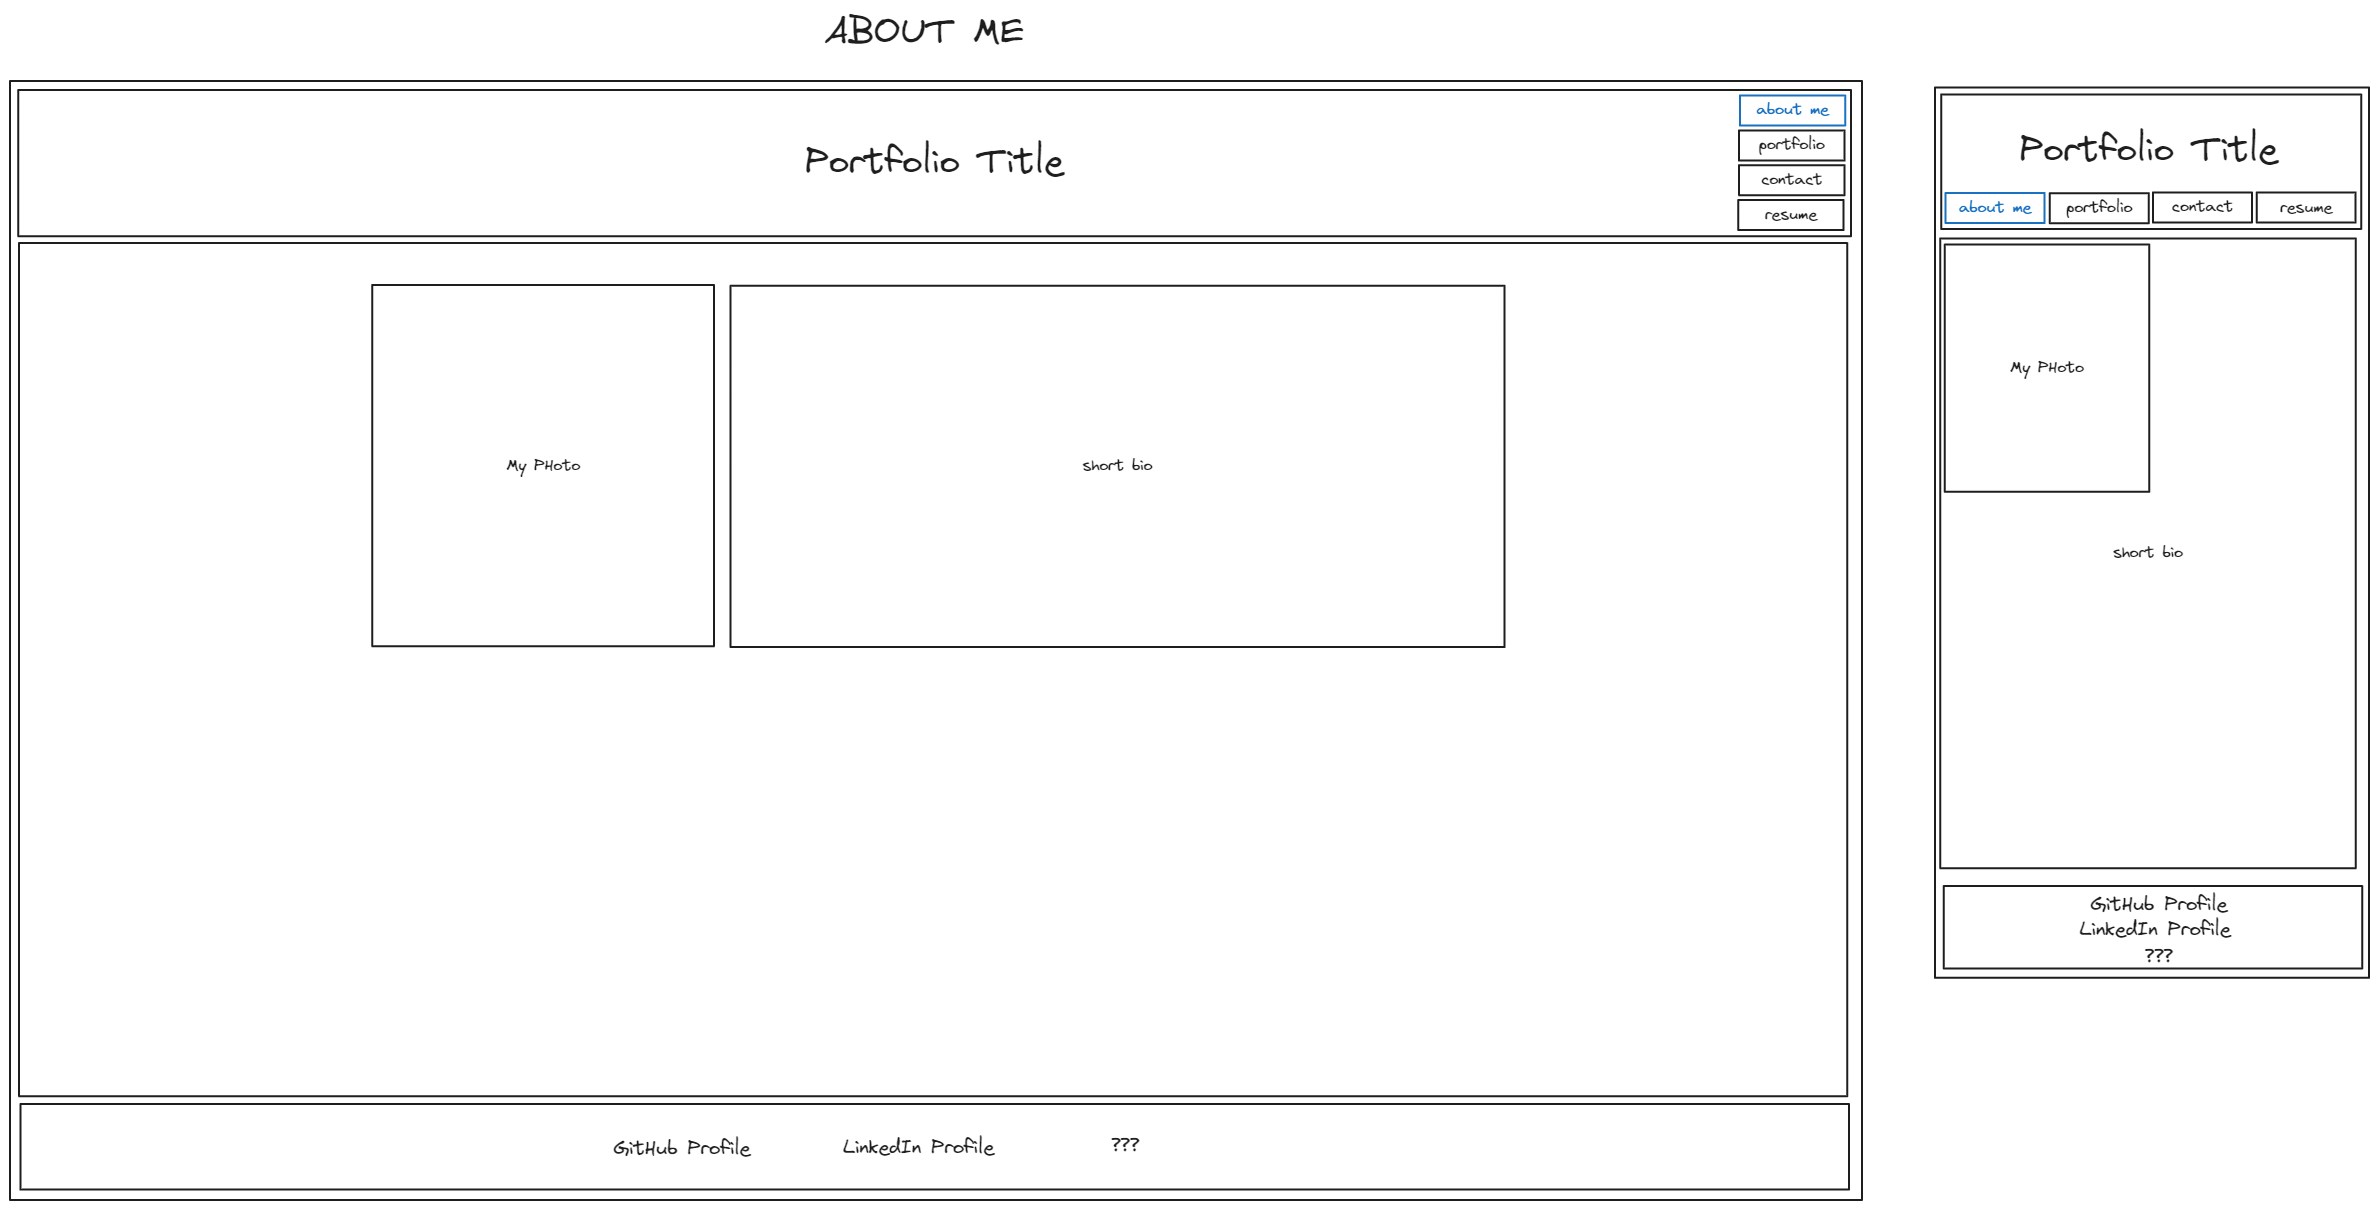 ABOUT ME
Portfolio Title
about me
portfolio
contact
resume
My PHoto
short bio
GitHub Profile
LinkedIn Profile
???
Portfolio Title
about me
portfolio
contact
resume
My PHoto
short bio
GitHub Profile
LinkedIn Profile
???